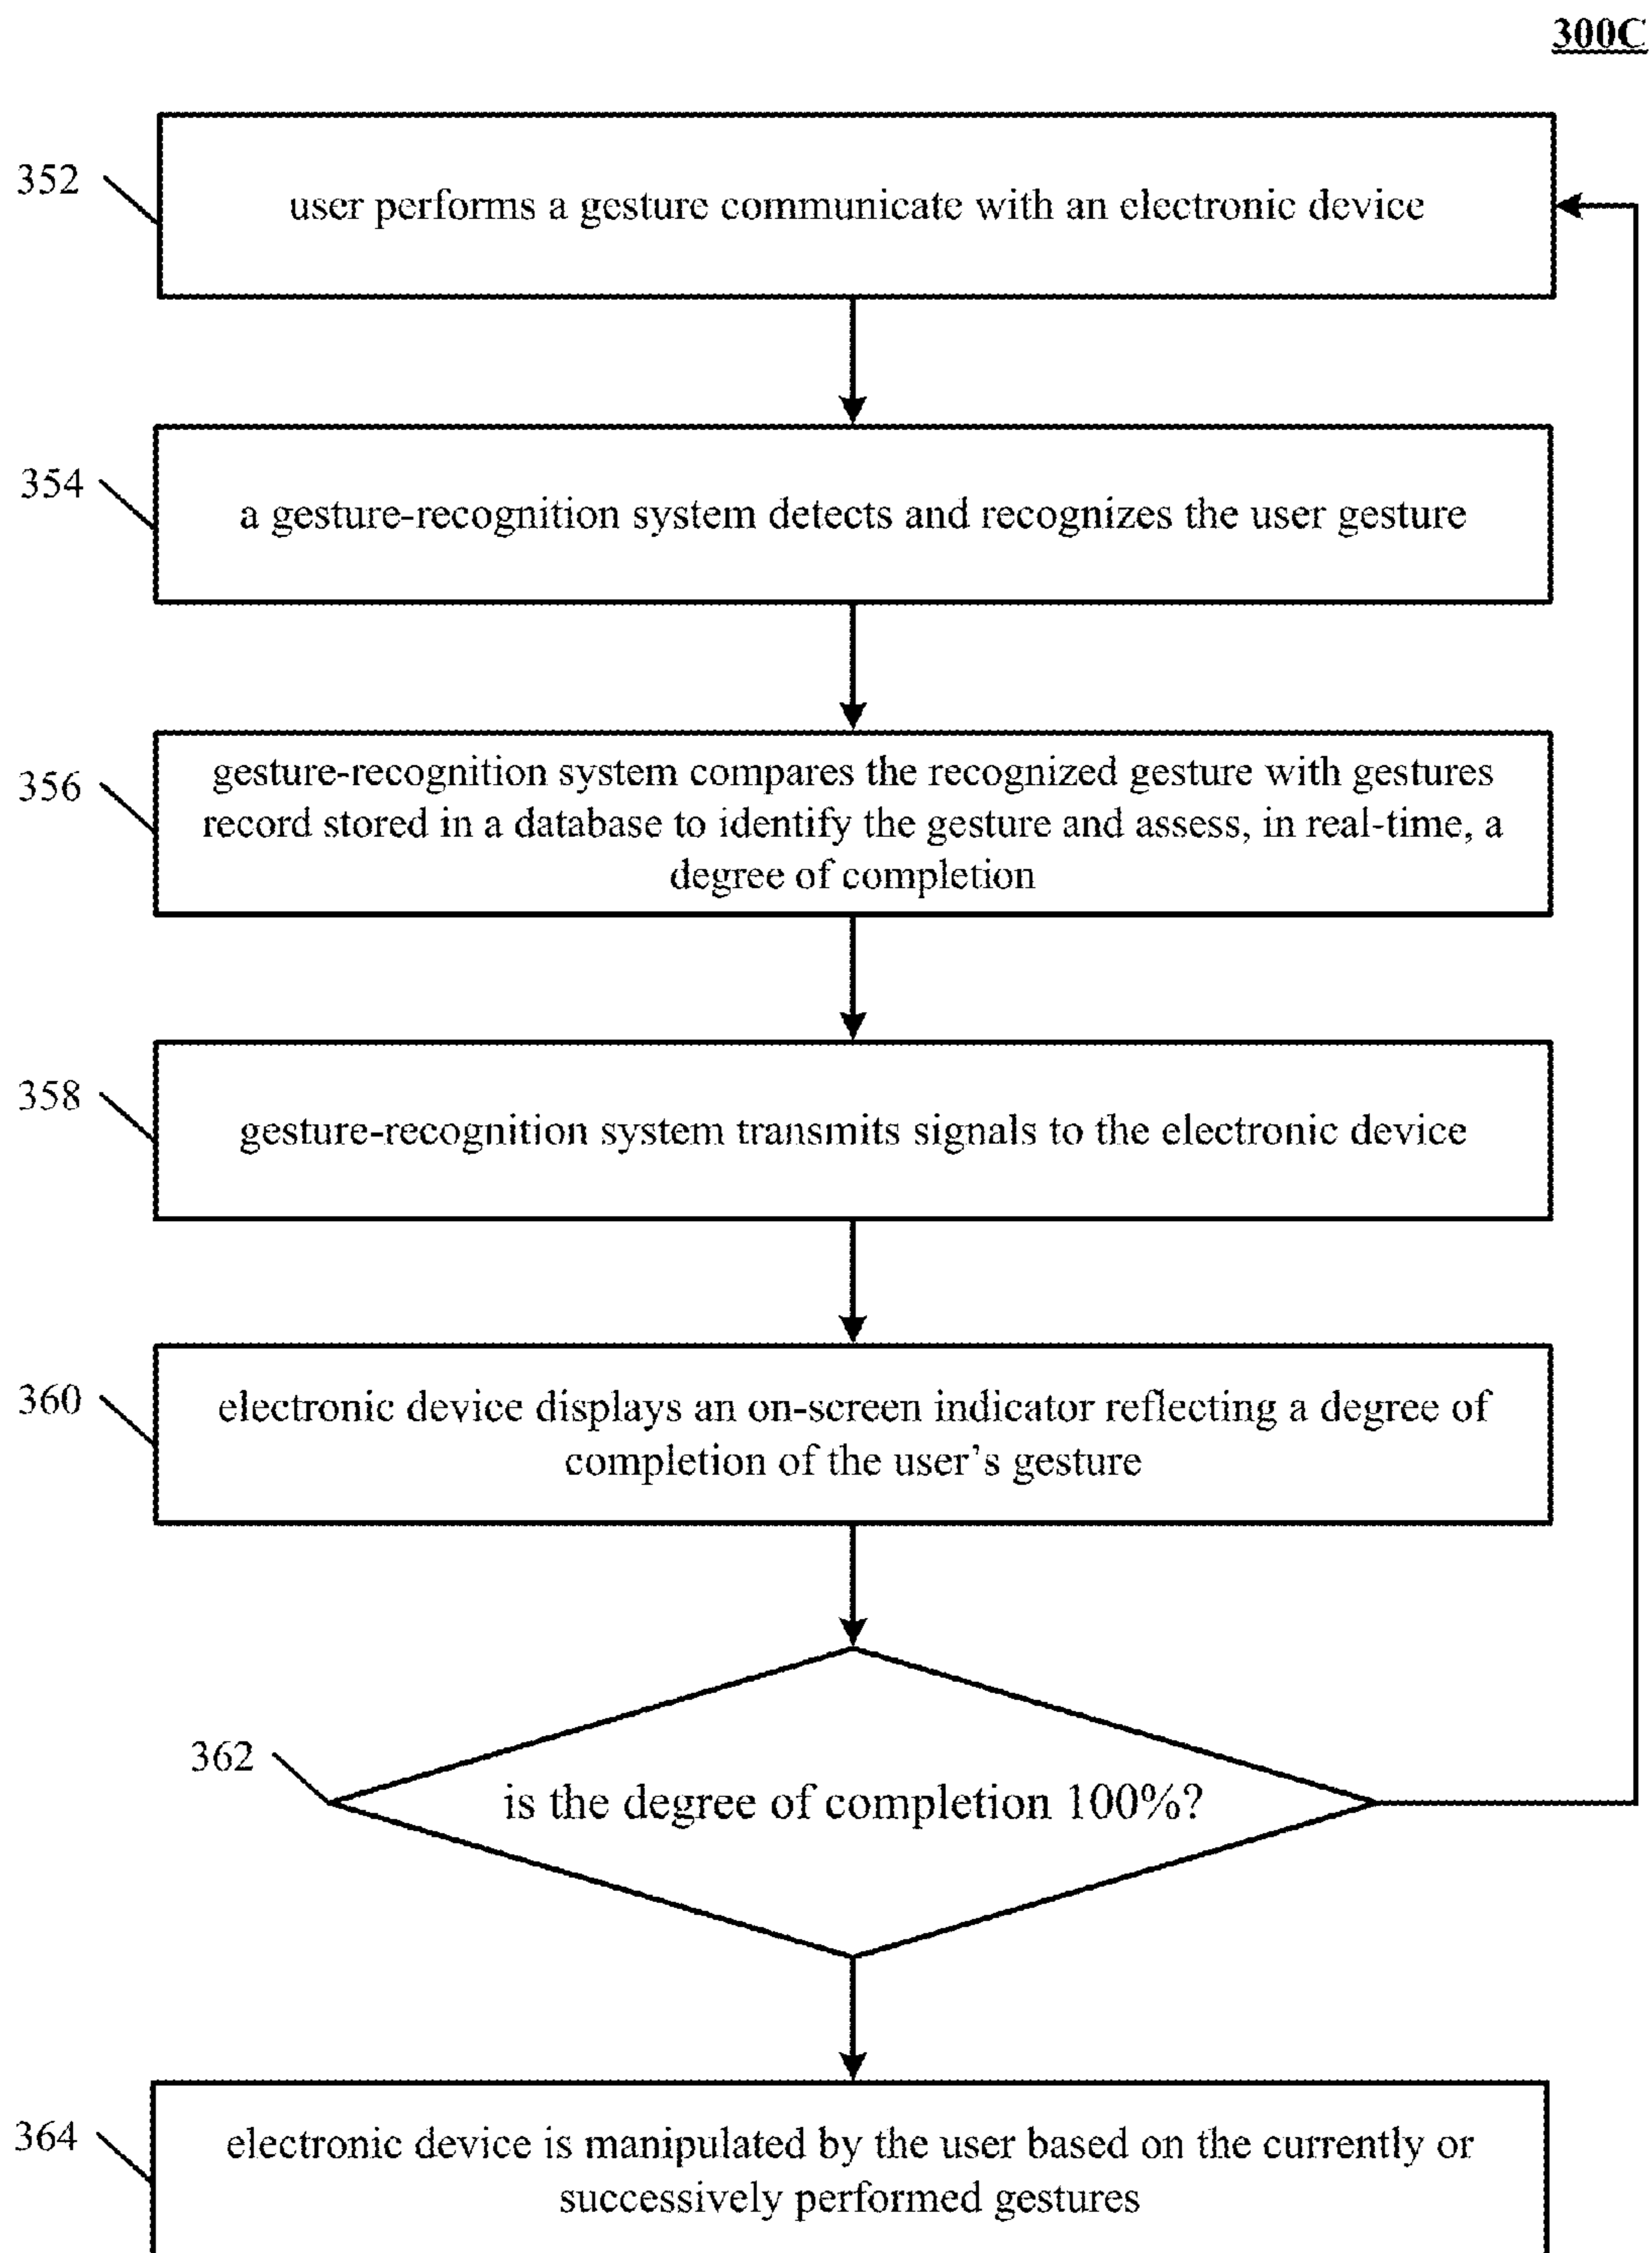 300C
352
user performs a gesture communicate with an electronic device
354
a gesture-recognition system detects and recognizes the user gesture
356
gesture-recognition system compares the recognized gesture with gestures
record stored in a database to identify the gesture and assess, in real-time, a
degree of completion
358
gesture-recognition system transmits signals to the electronic device
360
electronic device displays an on-screen indicator reflecting a degree of
completion of the user's gesture
362
is the degree of completion 100%?
364
electronic device is manipulated by the user based on the currently or
successively performed gestures